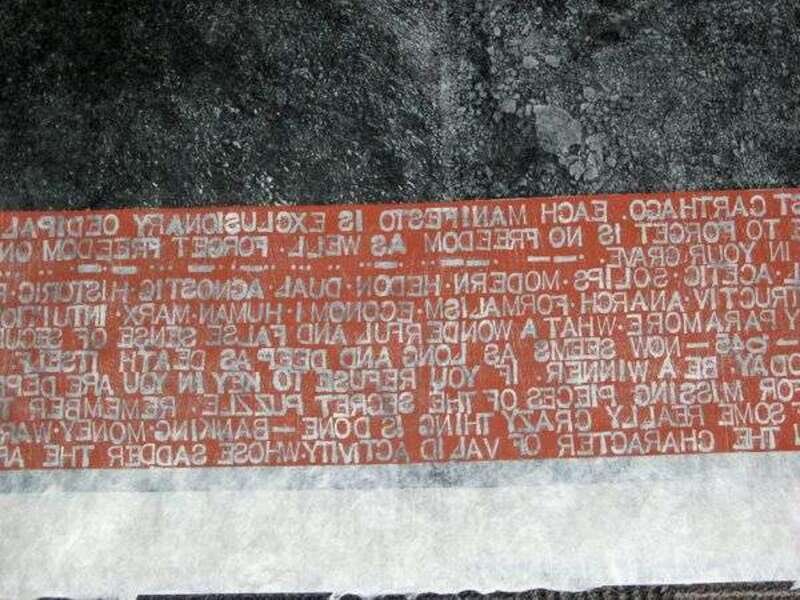 ST CARTHAGO. EACH MANIFESTO IS EXCLUSIONARY OEDIPAL
E TO FORGET IS NO FREEDOM AS WELL. FORGET FREEDOM ON
IN YOUR GRAVE
L·ACETIC·SOLIPS·MODERN·HEDON·DUAL·AGNOSTIC·HISTORIC
TRUCTIV·ANARCH·FORMALISM·ECONOMI·HUMAN·MARX·INTUITI
Y PARAMORE·WHAT A WONDERFUL AND FALSE SENSE OF SECU
—NOW SEEMS AS LONG AND DEEP AS DEATH ITSELF
ODAY. BE A WINNER IF YOU REFUSE TO KEY IN YOU ARE DEPR
FOR MISSING PIECES OF THE SECRET PUZZLE. REMEMBER T
SOME REALLY CRAZY THING IS DONE—BANKING·MONEY·WAR
THE CHARACTER OF VALID ACTIVITY·WHOSE SADDER THE AR